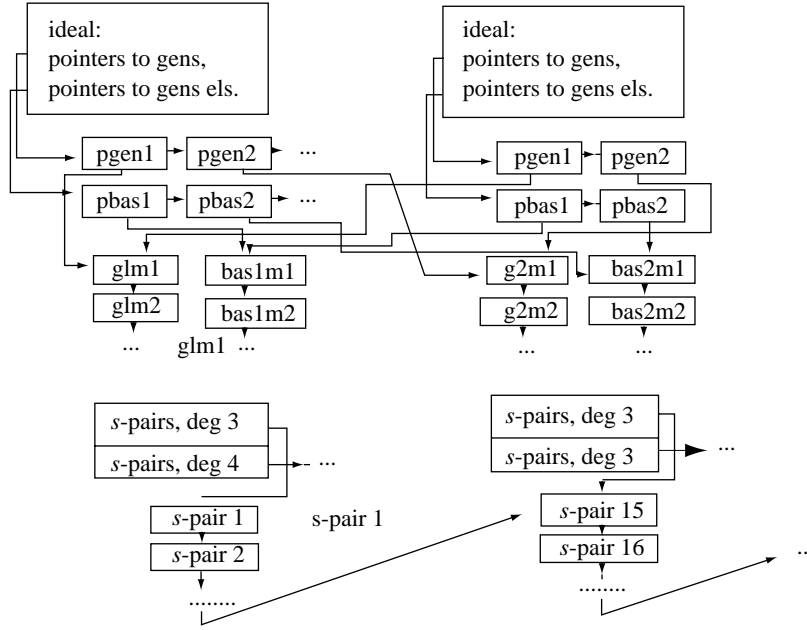 ideal:
pointers to gens,
pointers to gens els.
ideal:
pointers to gens,
pointers to gens els.
pgen1
pgen2
...
pgen1
pgen2
pbas1
pbas2
...
pbas1
pbas2
glm1
bas1m1
g2m1
bas2m1
glm2
bas1m2
g2m2
bas2m2
...
glm1
...
...
...
s-pairs, deg 3
s-pairs, deg 4
...
s-pairs, deg 3
s-pairs, deg 3
...
s-pair 1
s-pair 1
s-pair 15
s-pair 2
s-pair 16
..
........
........